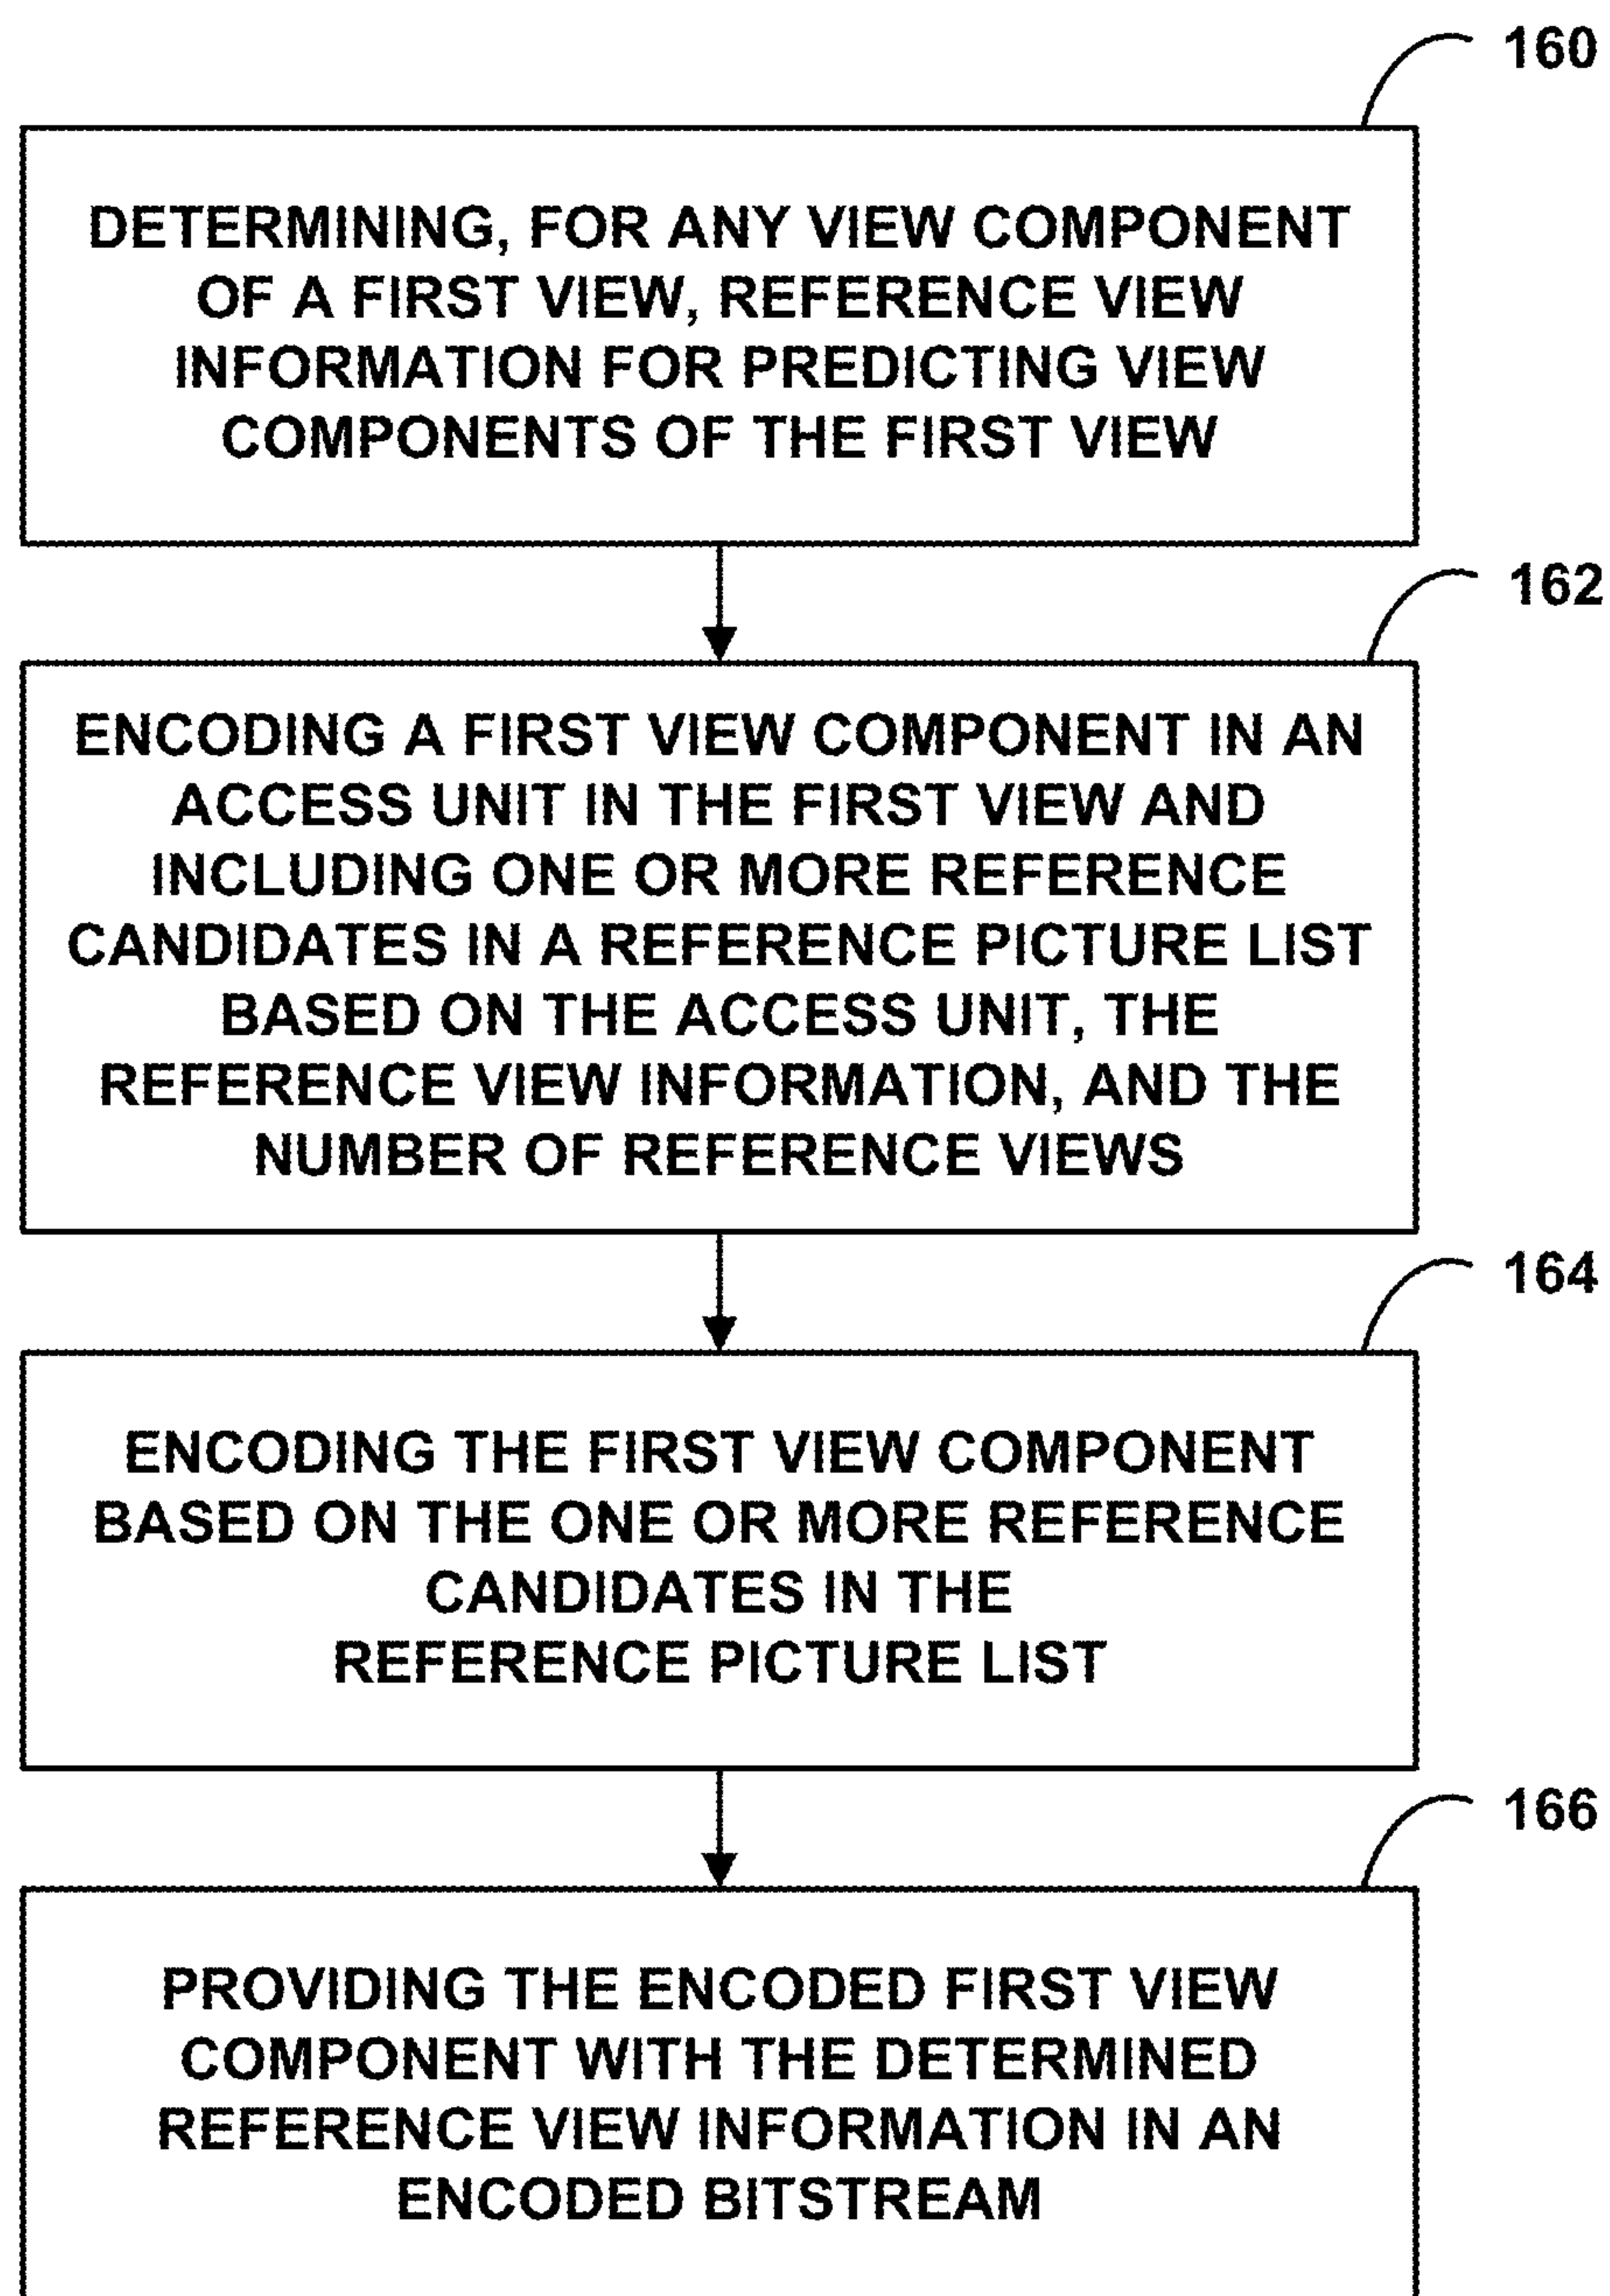 160
DETERMINING, FOR ANY VIEW COMPONENT
OF A FIRST VIEW, REFERENCE VIEW
INFORMATION FOR PREDICTING VIEW
COMPONENTS OF THE FIRST VIEW
162
ENCODING A FIRST VIEW COMPONENT IN AN
ACCESS UNIT IN THE FIRST VIEW AND
INCLUDING ONE OR MORE REFERENCE
CANDIDATES IN A REFERENCE PICTURE LIST
BASED ON THE ACCESS UNIT, THE
REFERENCE VIEW INFORMATION, AND THE
NUMBER OF REFERENCE VIEWS
164
ENCODING THE FIRST VIEW COMPONENT
BASED ON THE ONE OR MORE REFERENCE
CANDIDATES IN THE
REFERENCE PICTURE LIST
166
PROVIDING THE ENCODED FIRST VIEW
COMPONENT WITH THE DETERMINED
REFERENCE VIEW INFORMATION IN AN
ENCODED BITSTREAM